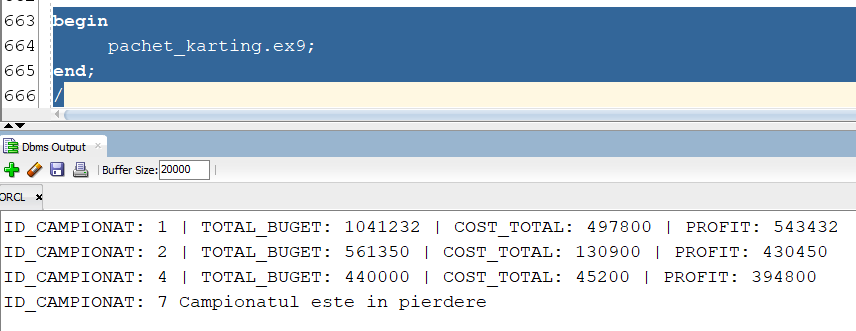 663 begin
664 pachet_karting.ex9;
665 end;
666 /
Dbms Output ×
Buffer Size: 20000
ORCL ×
ID_CAMPIONAT: 1 | TOTAL_BUGET: 1041232 | COST_TOTAL: 497800 | PROFIT: 543432
ID_CAMPIONAT: 2 | TOTAL_BUGET: 561350 | COST_TOTAL: 130900 | PROFIT: 430450
ID_CAMPIONAT: 4 | TOTAL_BUGET: 440000 | COST_TOTAL: 45200 | PROFIT: 394800
ID_CAMPIONAT: 7 Campionatul este in pierdere